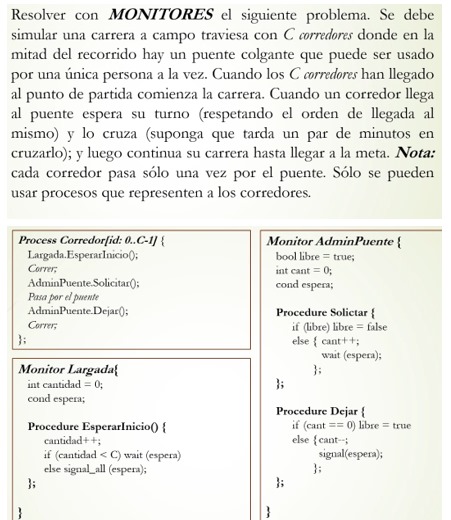 Resolver con MONITORES el siguiente problema. Se debe
simular una carrera a campo traviesa con C corredores donde en la
mitad del recorrido hay un puente colgante que puede ser usado
por una única persona a la vez. Cuando los C corredores han llegado
al punto de partida comienza la carrera. Cuando un corredor llega
al puente espera su turno (respetando el orden de llegada al
mismo) y lo cruza (suponga que tarda un par de minutos en
cruzarlo); y luego continua su carrera hasta llegar a la meta. Nota:
cada corredor pasa sólo una vez por el puente. Sólo se pueden
usar procesos que representen a los corredores.
Process Corredor[id: 0..C-1] {
Largada.EsperarInicio();
Correr;
AdminPuente.Solicitar();
Pasa por el puente
AdminPuente.Dejar();
Correr;
};
Monitor Largada{
int cantidad = 0;
cond espera;
Procedure EsperarInicio() {
cantidad++;
if (cantidad < C) wait (espera)
else signal_all (espera);
};
}
Monitor AdminPuente {
bool libre = true;
int cant = 0;
cond espera;
Procedure Solictar {
if (libre) libre = false
else { cant++;
wait (espera);
};
};
Procedure Dejar {
if (cant == 0) libre = true
else {cant--;
signal(espera);
};
};
}